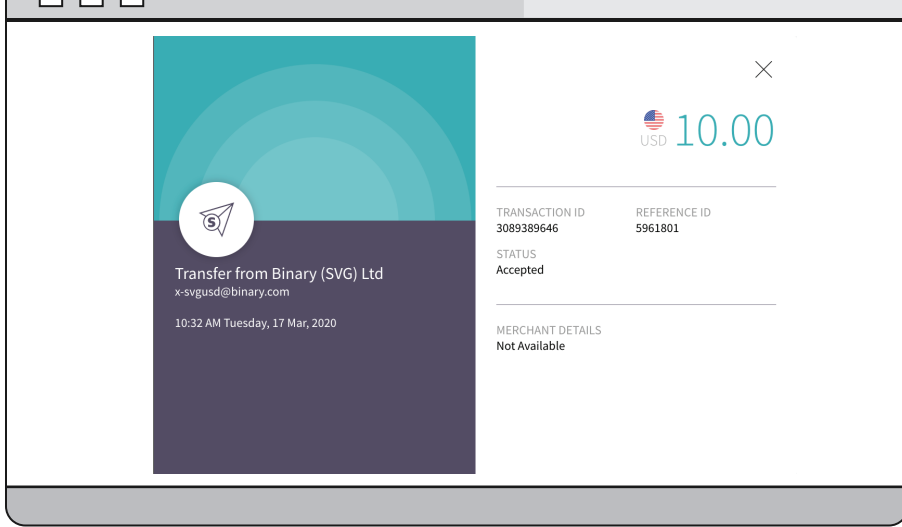 S
Transfer from Binary (SVG) Ltd
x-svgusd@binary.com
10:32 AM Tuesday, 17 Mar, 2020
USD 10.00
TRANSACTION ID REFERENCE ID
3089389646 5961801
STATUS
Accepted
MERCHANT DETAILS
Not Available